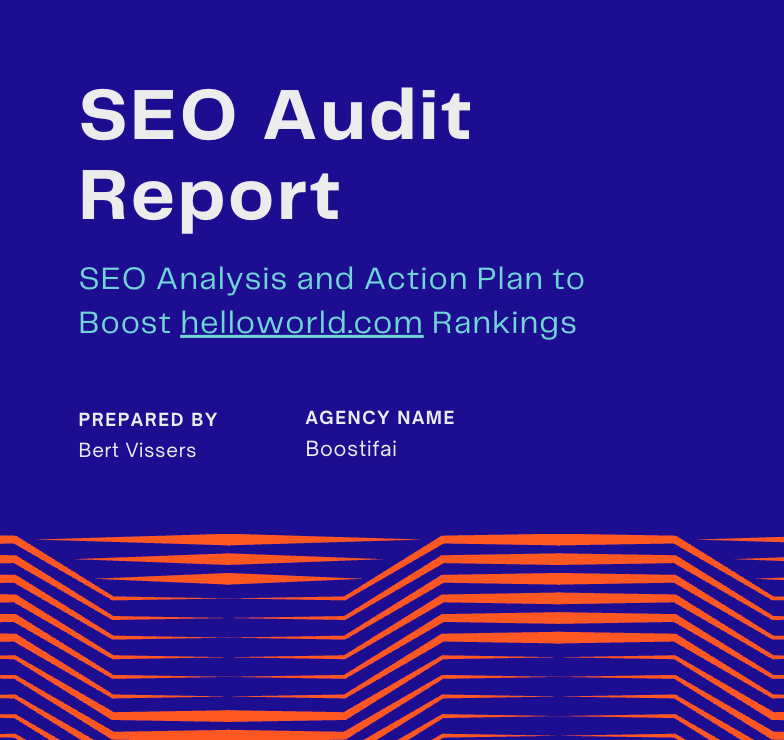 SEO Audit
Report
SEO Analysis and Action Plan to
Boost helloworld.com Rankings
PREPARED BY
Bert Vissers
AGENCY NAME
Boostifai